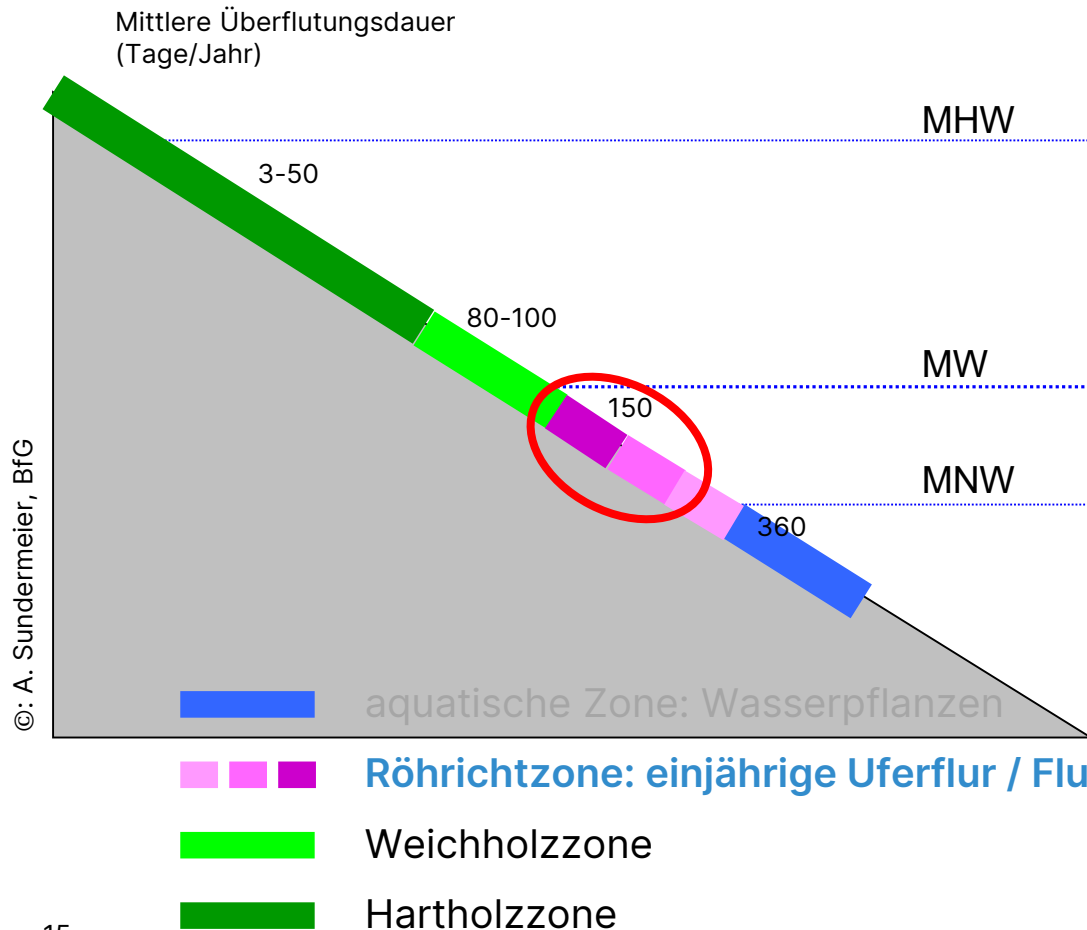 Mittlere Überflutungsdauer
(Tage/Jahr)
MHW
3-50
80-100
MW
150
MNW
360
©: A. Sundermeier, BfG
aquatische Zone: Wasserpflanzen
Röhrichtzone: einjährige Uferflur / Flu
Weichholzzone
Hartholzzone
15